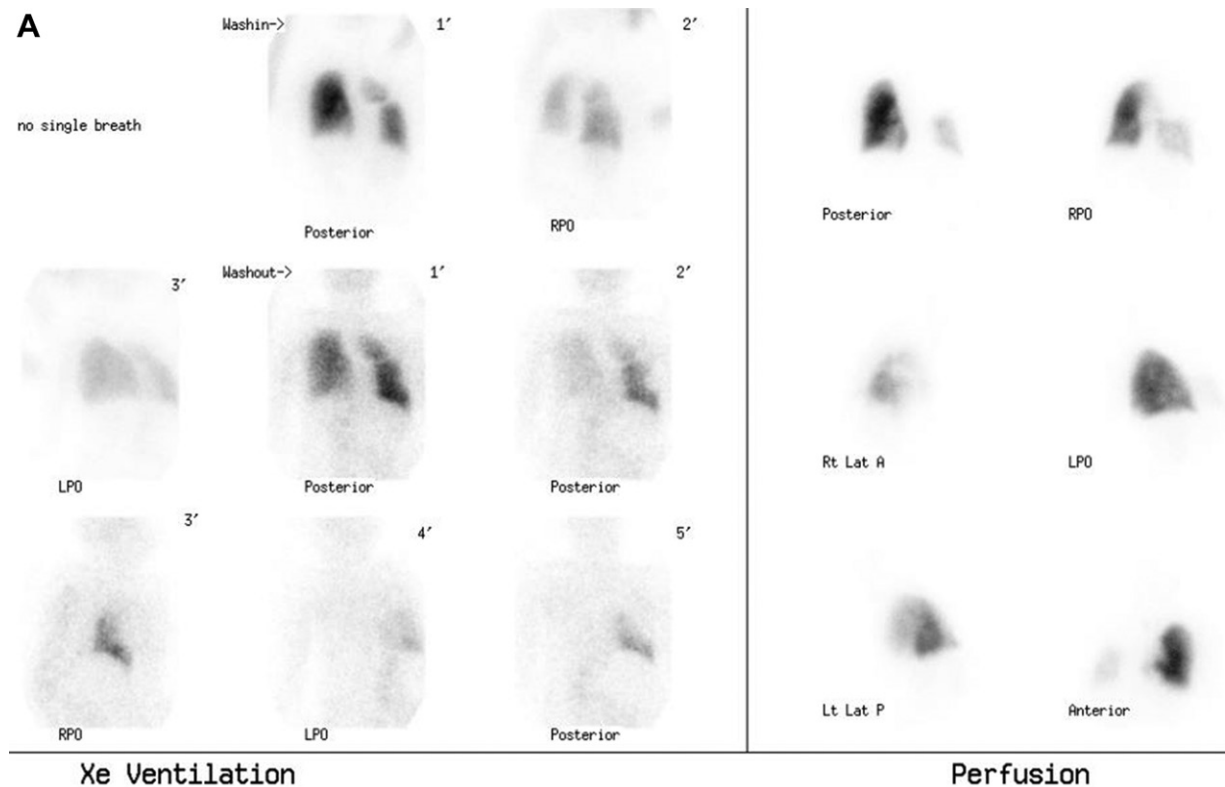 A
Washin->
1′
2′
no single breath
Posterior
RPO
Posterior
RPO
3′
Washout->
1′
2′
LPO
Posterior
Posterior
Rt Lat A
LPO
3′
4′
5′
RPO
LPO
Posterior
Lt Lat P
Anterior
Xe Ventilation
Perfusion